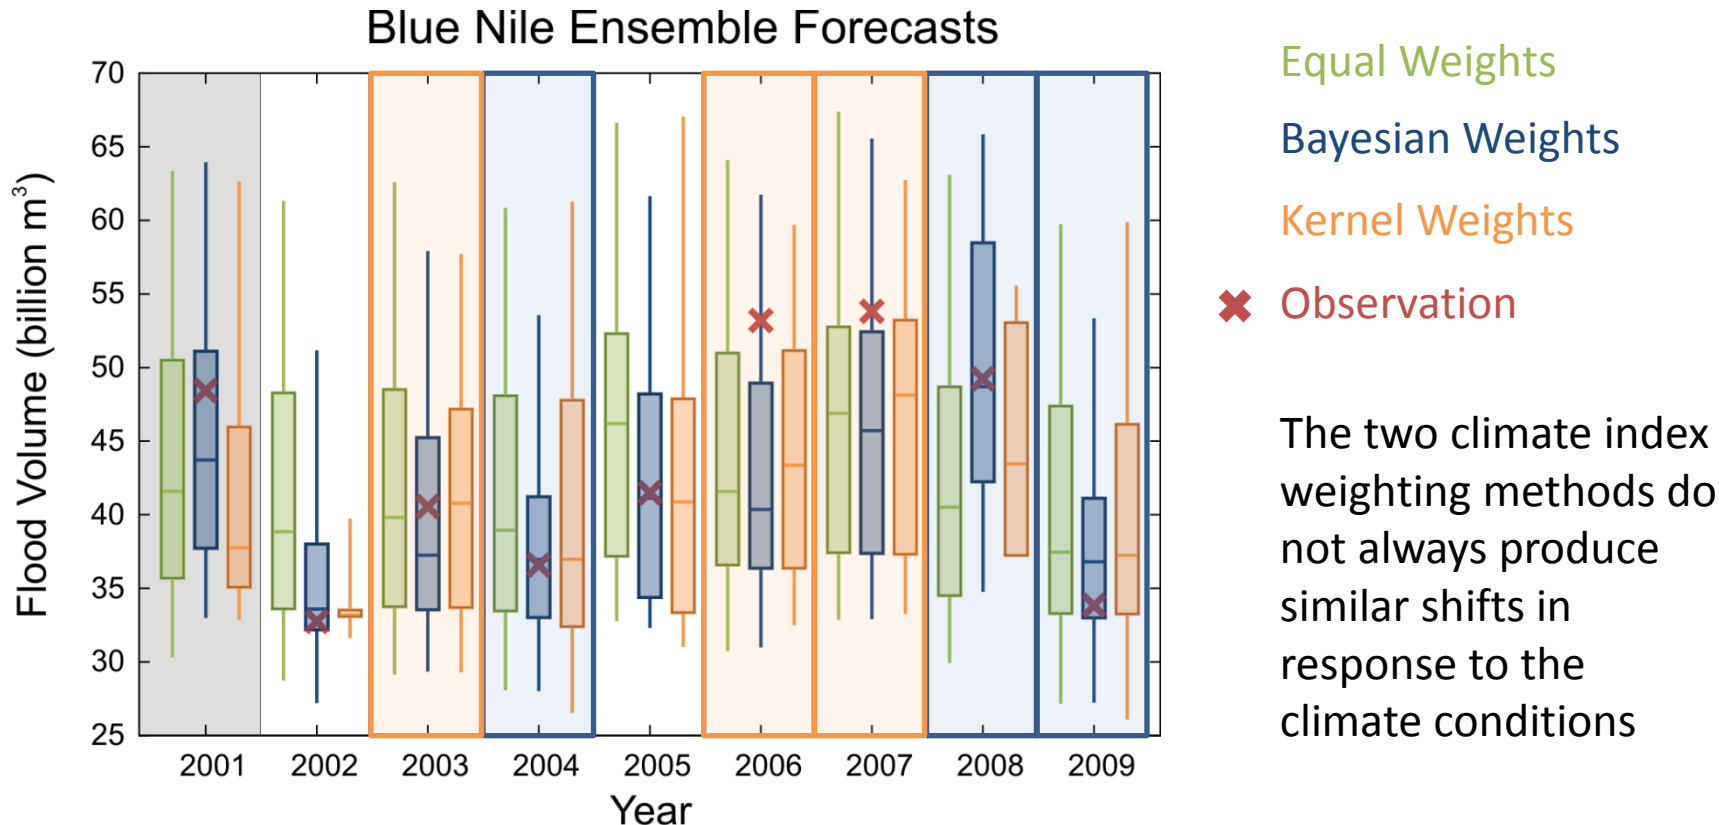 Blue Nile Ensemble Forecasts
Flood Volume (billion m³)
70
65
60
55
50
45
40
35
30
25
2001 2002 2003 2004 2005 2006 2007 2008 2009
Year
Equal Weights
Bayesian Weights
Kernel Weights
Observation
The two climate index
weighting methods do
not always produce
similar shifts in
response to the
climate conditions